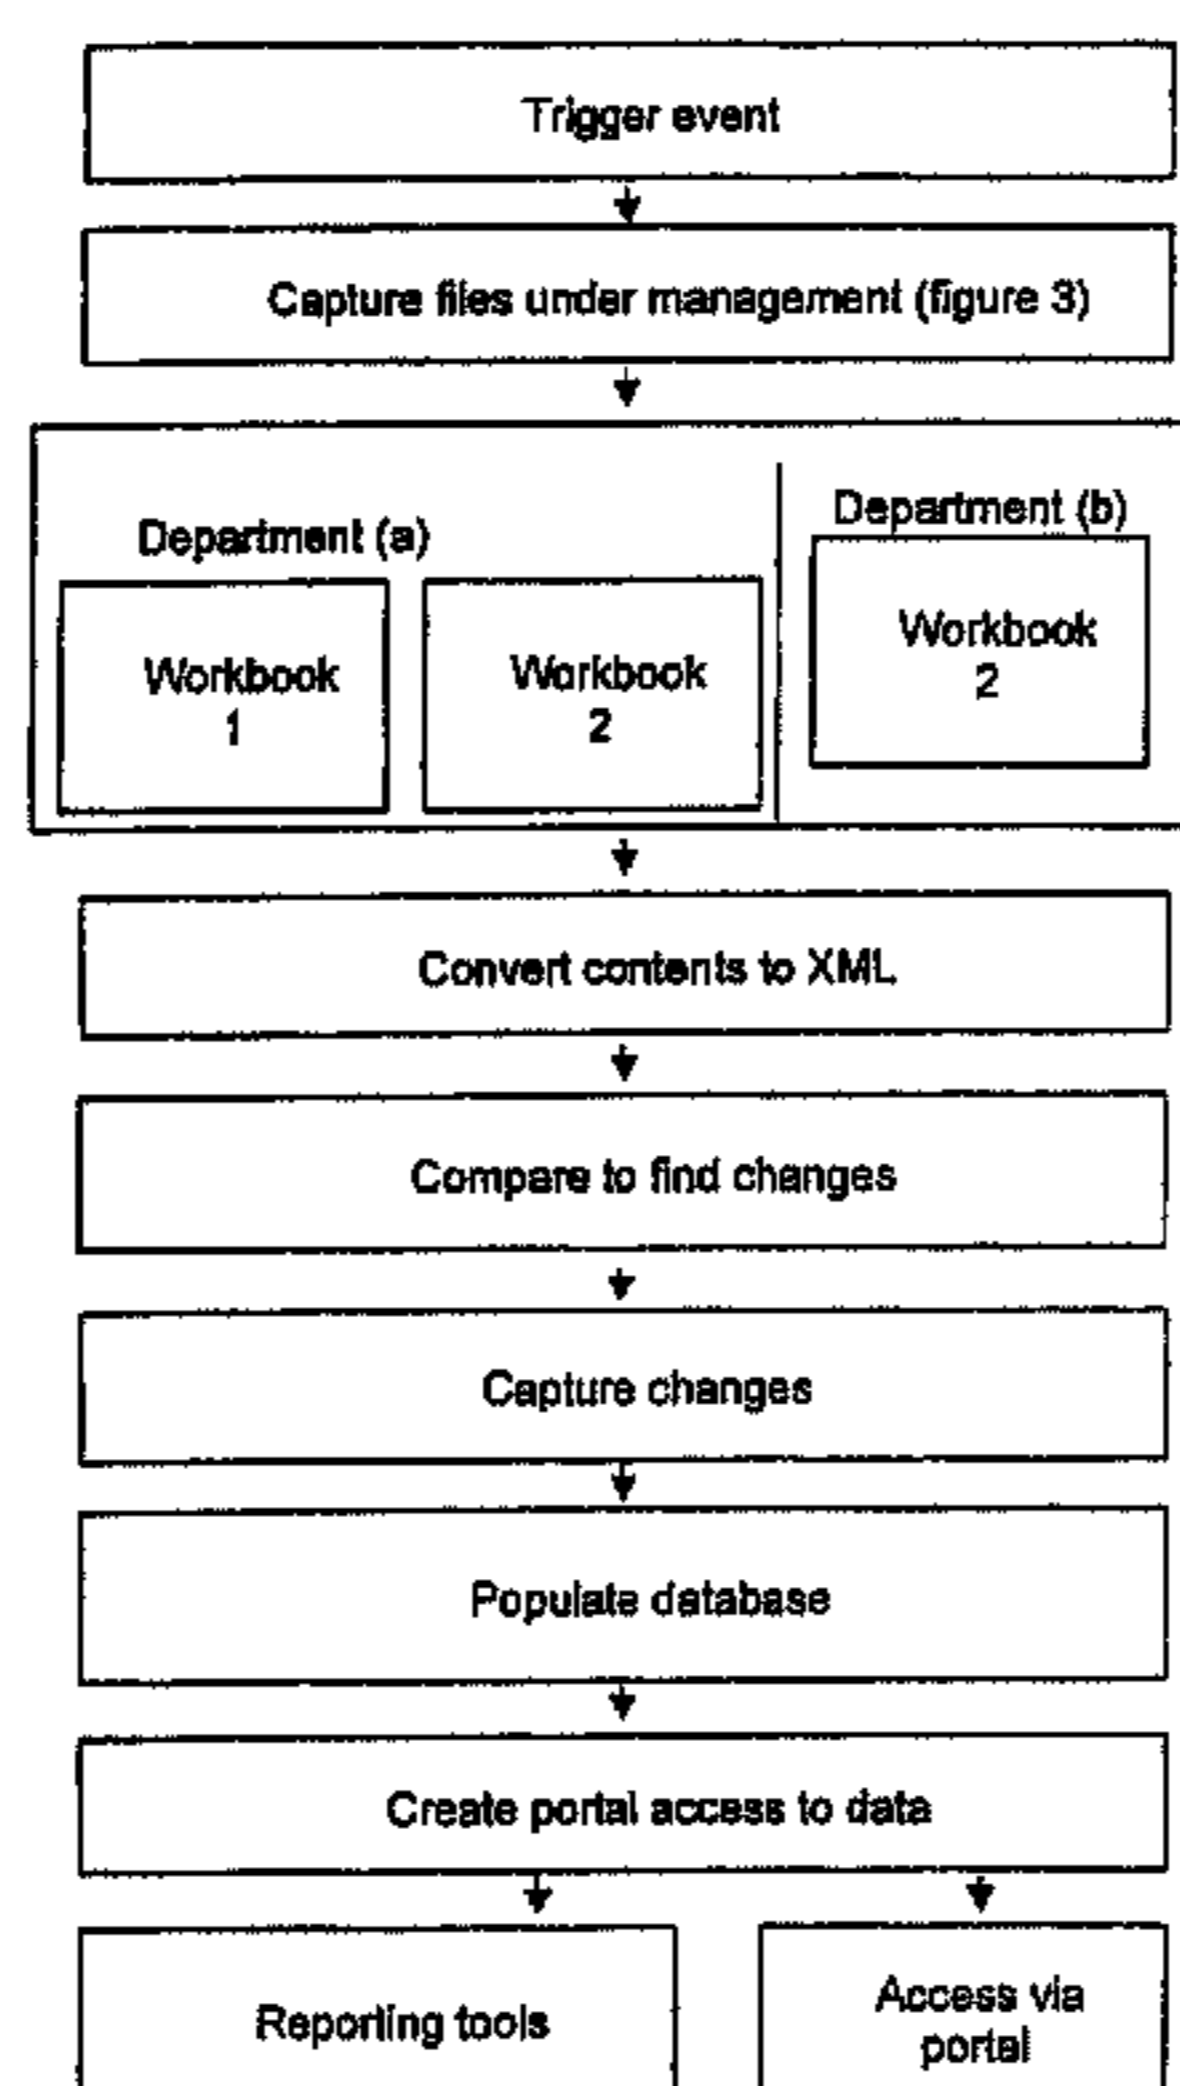 Trigger event
Capture files under management (figure 3)
Department (a)
Department (b)
Workbook
1
Workbook
2
Workbook
2
Convert contents to XML
Compare to find changes
Capture changes
Populate database
Create portal access to data
Reporting tools
Access via
portal